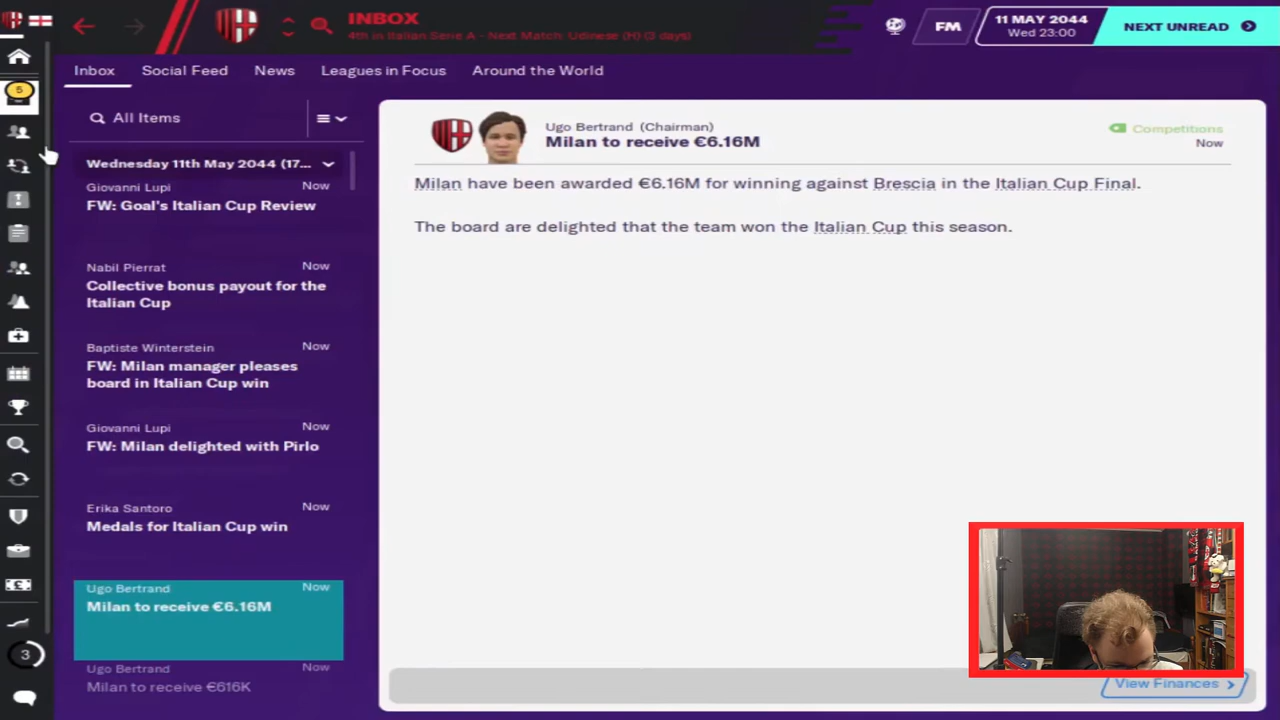 INBOX
4th in Italian Serie A - Next Match: Udinese (H) (3 days)
FM
11 MAY 2044
Wed 23:00
NEXT UNREAD
5
Inbox
Social Feed
News
Leagues in Focus
Around the World
All Items
Wednesday 11th May 2044 (17...
Giovanni Lupi
Now
FW: Goal's Italian Cup Review
Nabil Pierrat
Now
Collective bonus payout for the
Italian Cup
Baptiste Winterstein
Now
FW: Milan manager pleases
board in Italian Cup win
Giovanni Lupi
Now
FW: Milan delighted with Pirlo
Erika Santoro
Now
Medals for Italian Cup win
Ugo Bertrand
Now
Milan to receive €6.16M
Ugo Bertrand
Now
Milan to receive €616K
3
Ugo Bertrand (Chairman)
Milan to receive €6.16M
Competitions
Now
Milan have been awarded €6.16M for winning against Brescia in the Italian Cup Final.
The board are delighted that the team won the Italian Cup this season.
View Finances